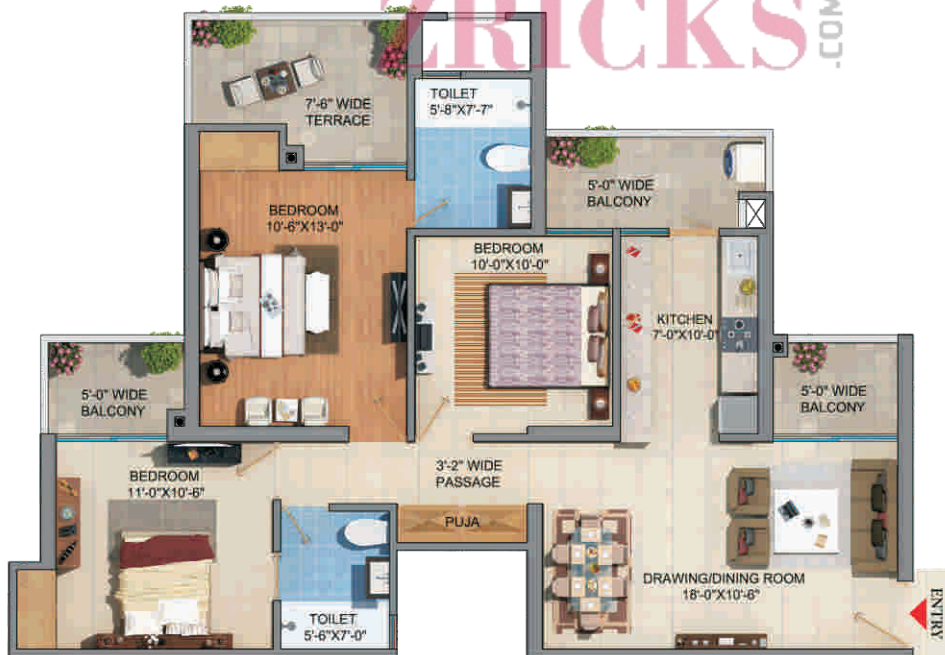 ZRICKS
.COM
7'-6" WIDE
TERRACE
TOILET
5'-8"X7'-7"
5'-0" WIDE
BALCONY
BEDROOM
10'-6"X13'-0"
BEDROOM
10'-0"X10'-0"
KITCHEN
7'-0"X10'-0"
5'-0" WIDE
BALCONY
5'-0" WIDE
BALCONY
3'-2" WIDE
PASSAGE
BEDROOM
11'-0"X10'-6"
PUJA
DRAWING/DINING ROOM
18'-0"X10'-6"
TOILET
5'-6"X7'-0"
ENTRY